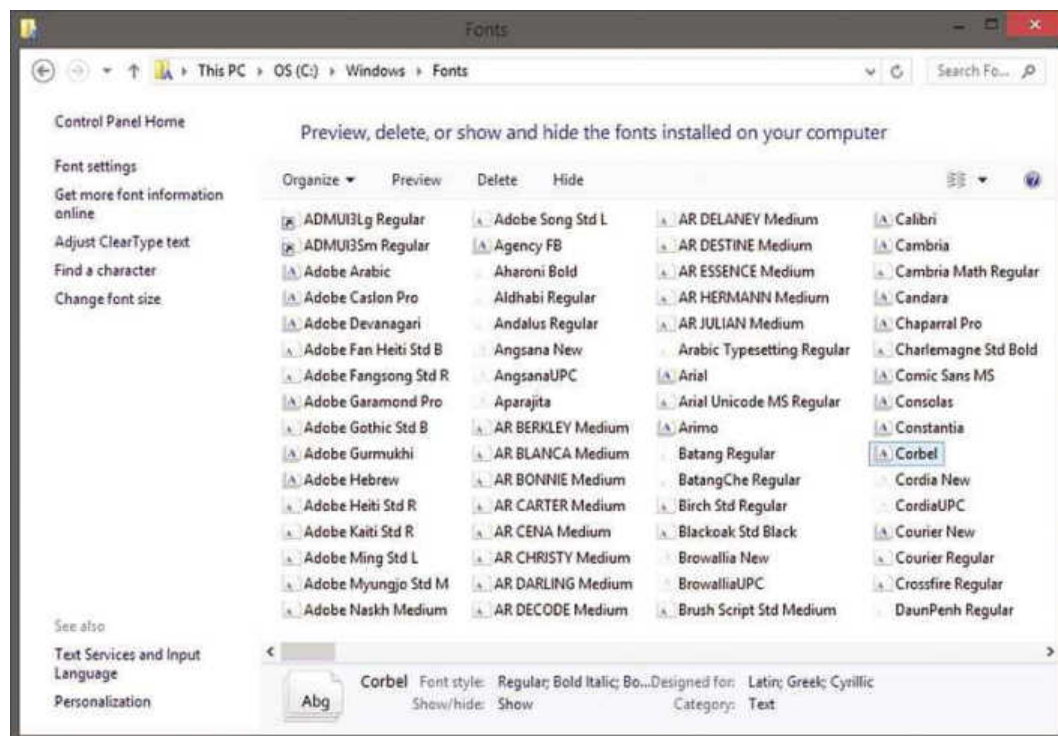 Fonts
This PC › OS (C:) › Windows › Fonts
Search Fo...
Control Panel Home
Font settings
Get more font information
online
Adjust ClearType text
Find a character
Change font size
See also
Text Services and Input
Language
Personalization
Preview, delete, or show and hide the fonts installed on your computer
Organize Preview Delete Hide
ADMUI3Lg Regular
ADMUI3Sm Regular
Adobe Arabic
Adobe Caslon Pro
Adobe Devanagari
Adobe Fan Heiti Std B
Adobe Fangsong Std R
Adobe Garamond Pro
Adobe Gothic Std B
Adobe Gurmukhi
Adobe Hebrew
Adobe Heiti Std R
Adobe Kaiti Std R
Adobe Ming Std L
Adobe Myungjo Std M
Adobe Naskh Medium
Adobe Song Std L
Agency FB
Aharoni Bold
Aldhabi Regular
Andalus Regular
Angsana New
AngsanaUPC
Aparajita
AR BERKLEY Medium
AR BLANCA Medium
AR BONNIE Medium
AR CARTER Medium
AR CENA Medium
AR CHRISTY Medium
AR DARLING Medium
AR DECODE Medium
AR DELANEY Medium
AR DESTINE Medium
AR ESSENCE Medium
AR HERMANN Medium
AR JULIAN Medium
Arabic Typesetting Regular
Arial
Arial Unicode MS Regular
Arimo
Batang Regular
BatangChe Regular
Birch Std Regular
Blackoak Std Black
Browallia New
BrowalliaUPC
Brush Script Std Medium
Calibri
Cambria
Cambria Math Regular
Candara
Chaparral Pro
Charlemagne Std Bold
Comic Sans MS
Consolas
Constantia
Corbel
Cordia New
CordiaUPC
Courier New
Courier Regular
Crossfire Regular
DaunPenh Regular
Abg
Corbel Font style: Regular; Bold Italic; Bo... Designed for: Latin; Greek; Cyrillic
Show/hide: Show Category: Text